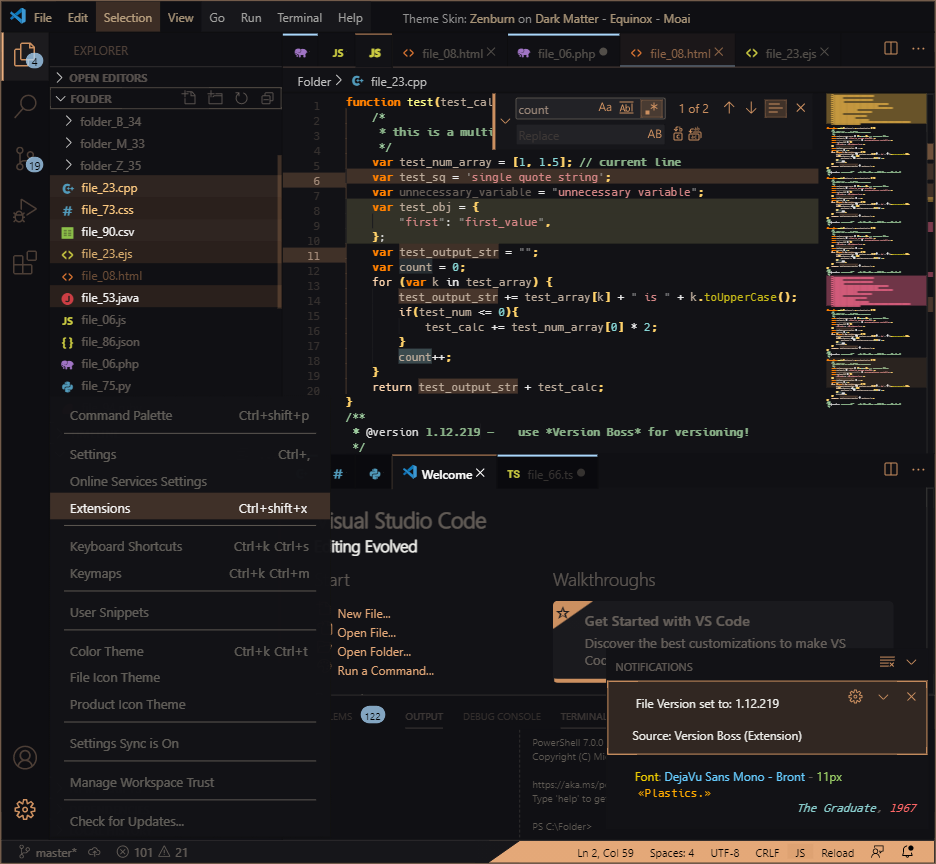 File Edit Selection View Go Run Terminal Help Theme Skin: Zenburn on Dark Matter - Equinox - Moai
4
EXPLORER
JS JS file_08.html file_06.php file_08.html file_23.ejs
OPEN EDITORS
Folder > file_23.cpp
FOLDER
folder_B_34
folder_M_33
folder_Z_35
19
file_23.cpp
file_73.css
file_90.csv
file_23.ejs
file_08.html
file_53.java
file_06.js
file_86.json
file_06.php
file_75.py
count Aa Abl .* 1 of 2
Replace AB
1 function test(test_cal
2 /*
3 * this is a multi
4 */
5 var test_num_array = [1, 1.5]; // current line
6 var test_sq = 'single quote string';
7 var unnecessary_variable = "unnecessary variable";
8 var test_obj = {
9 "first": "first_value",
10 };
11 var test_output_str = "";
12 var count = 0;
13 for (var k in test_array) {
14 test_output_str += test_array[k] + " is " + k.toUpperCase();
15 if(test_num <= 0){
16 test_calc += test_num_array[0] * 2;
17 }
18 count++;
19 }
20 return test_output_str + test_calc;
}
/**
* @version 1.12.219 – use *Version Boss* for versioning!
*/
Command Palette Ctrl+shift+p
Settings Ctrl+,
Online Services Settings
Extensions Ctrl+shift+x
Keyboard Shortcuts Ctrl+k Ctrl+s
Keymaps Ctrl+k Ctrl+m
User Snippets
Color Theme Ctrl+k Ctrl+t
File Icon Theme
Product Icon Theme
Settings Sync is On
Manage Workspace Trust
Check for Updates...
# Welcome TS file_66.ts
isual Studio Code
iting Evolved
art
New File...
Open File...
Open Folder...
Run a Command...
Walkthroughs
Get Started with VS Code
Discover the best customizations to make VS
Coc
NOTIFICATIONS
File Version set to: 1.12.219
Source: Version Boss (Extension)
LEMS 122 OUTPUT DEBUG CONSOLE TERMINAL
PowerShell 7.0.0
Copyright (C) Mi
https://aka.ms/p
Type 'help' to get
PS C:\Folder>
Font: DejaVu Sans Mono - Bront - 11px
«Plastics.»
The Graduate, 1967
master* 101 21 Ln 2, Col 59 Spaces: 4 UTF-8 CRLF JS Reload